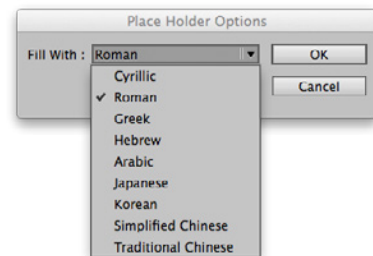 Place Holder Options
Fill With : Roman
OK
Cancel
Cyrillic
✓ Roman
Greek
Hebrew
Arabic
Japanese
Korean
Simplified Chinese
Traditional Chinese